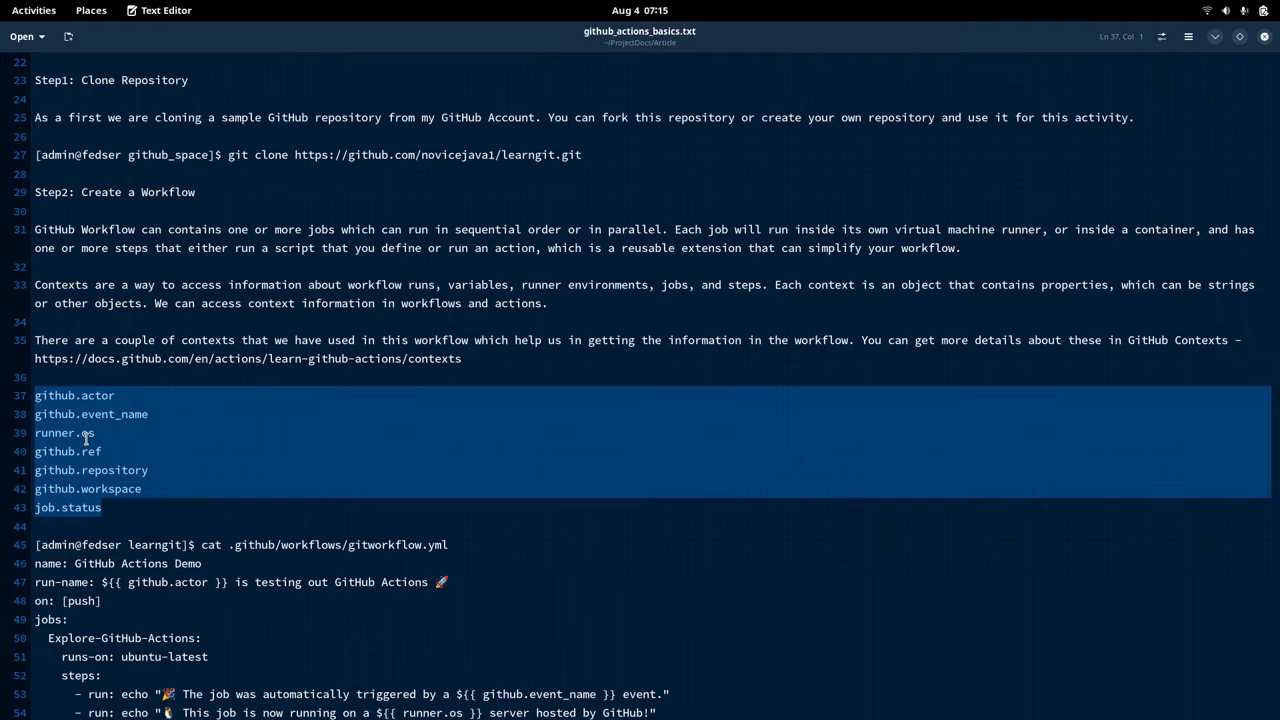 Activities Places Text Editor Aug 4 07:15
Open github_actions_basics.txt Ln 37, Col 1
~/ProjectDocs/Article
22
23 Step1: Clone Repository
24
25 As a first we are cloning a sample GitHub repository from my GitHub Account. You can fork this repository or create your own repository and use it for this activity.
26
27 [admin@fedser github_space]$ git clone https://github.com/novicejava1/learngit.git
28
29 Step2: Create a Workflow
30
31 GitHub Workflow can contains one or more jobs which can run in sequential order or in parallel. Each job will run inside its own virtual machine runner, or inside a container, and has
one or more steps that either run a script that you define or run an action, which is a reusable extension that can simplify your workflow.
32
33 Contexts are a way to access information about workflow runs, variables, runner environments, jobs, and steps. Each context is an object that contains properties, which can be strings
or other objects. We can access context information in workflows and actions.
34
35 There are a couple of contexts that we have used in this workflow which help us in getting the information in the workflow. You can get more details about these in GitHub Contexts -
https://docs.github.com/en/actions/learn-github-actions/contexts
36
37 github.actor
38 github.event_name
39 runner.os
40 github.ref
41 github.repository
42 github.workspace
43 job.status
44
45 [admin@fedser learngit]$ cat .github/workflows/gitworkflow.yml
46 name: GitHub Actions Demo
47 run-name: ${{ github.actor }} is testing out GitHub Actions 🚀
48 on: [push]
49 jobs:
50 Explore-GitHub-Actions:
51 runs-on: ubuntu-latest
52 steps:
53 - run: echo "🎉 The job was automatically triggered by a ${{ github.event_name }} event."
54 - run: echo "🐧 This job is now running on a ${{ runner.os }} server hosted by GitHub!"